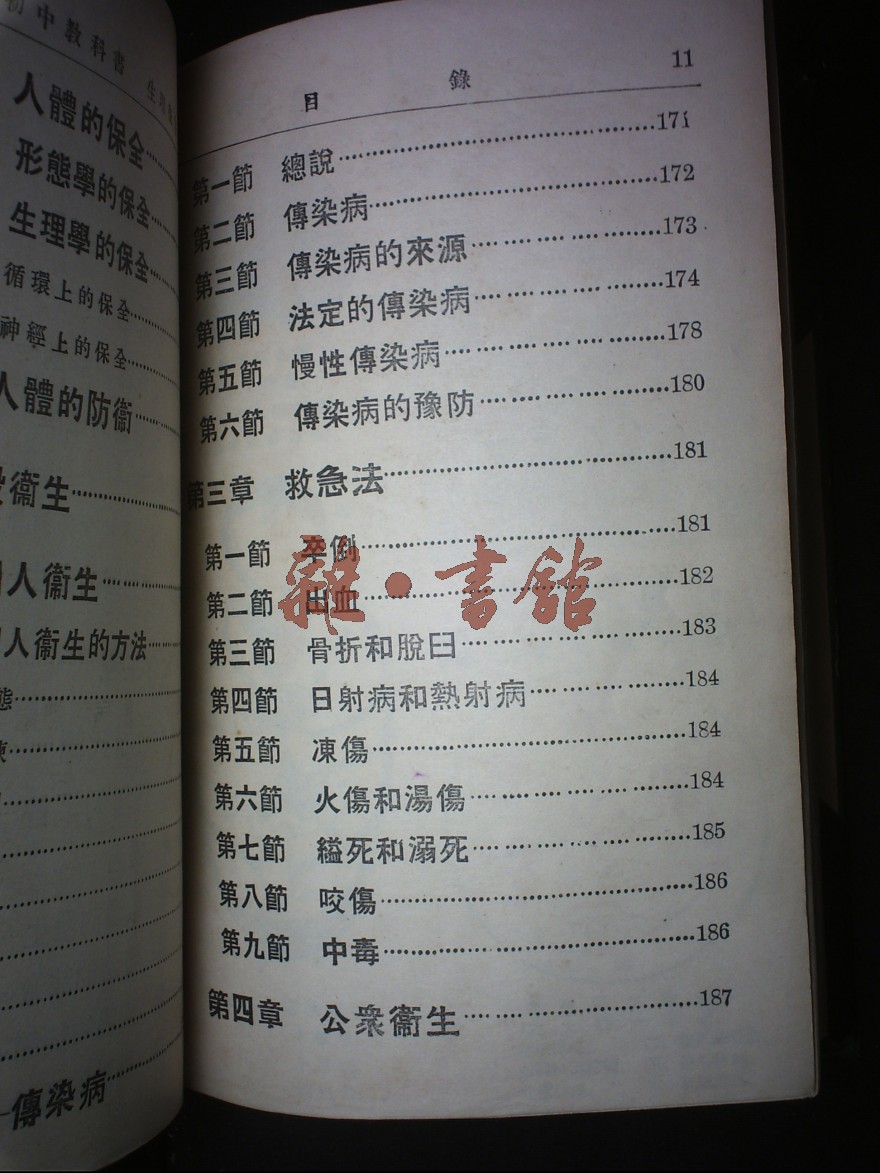 初中教科書 生理衞
人體的保全
形態學的保全
生理學的保全
循環上的保全
神經上的保全
人體的防衞
衞生
人衞生
人衞生的方法
態
傳染病
目 錄 11
第一節 總說 171
第二節 傳染病 172
第三節 傳染病的來源 173
第四節 法定的傳染病 174
第五節 慢性傳染病 178
第六節 傳染病的豫防 180
第三章 救急法 181
第一節 卒倒 181
第二節 出血 182
第三節 骨折和脫臼 183
第四節 日射病和熱射病 184
第五節 凍傷 184
第六節 火傷和湯傷 184
第七節 縊死和溺死 185
第八節 咬傷 186
第九節 中毒 186
第四章 公衆衞生 187
雜·書館